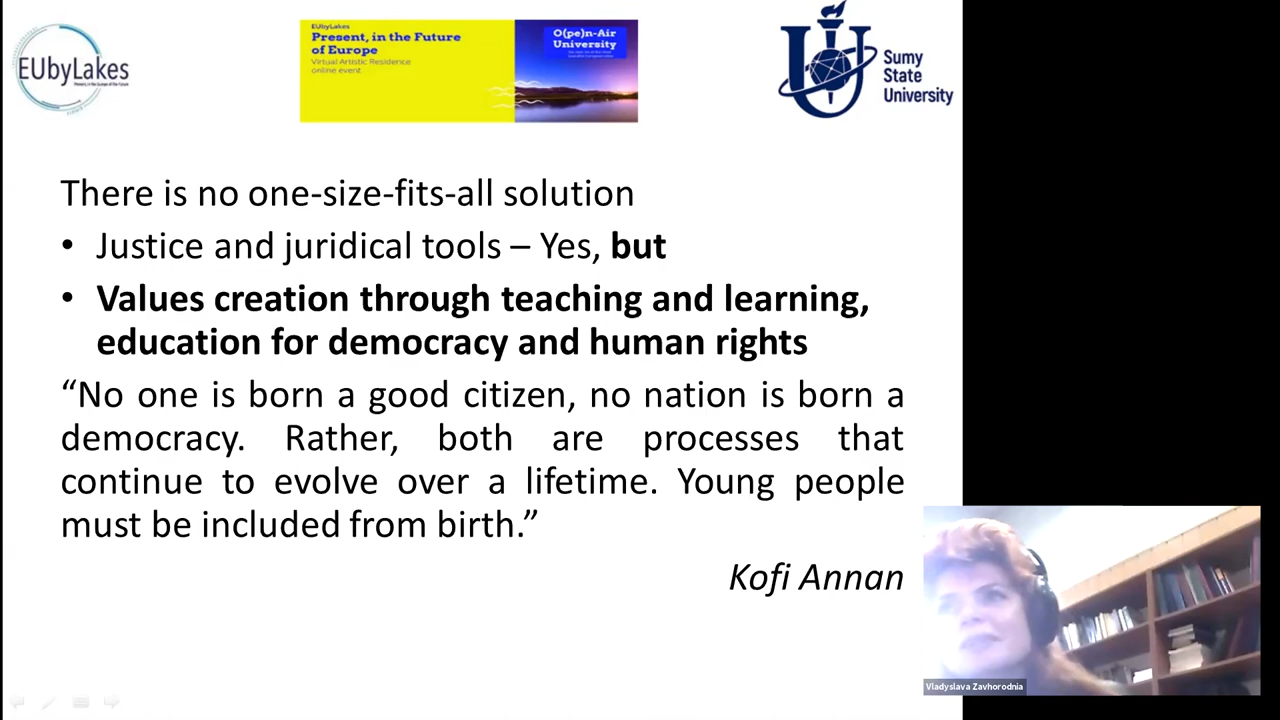 EUbyLakes
EUbyLakes
Present, in the Future
of Europe
Virtual Artistic Residence
online event
O(pe)n-Air
University
Sumy
State
University
There is no one-size-fits-all solution
• Justice and juridical tools – Yes, but
• Values creation through teaching and learning,
education for democracy and human rights
“No one is born a good citizen, no nation is born a
democracy. Rather, both are processes that
continue to evolve over a lifetime. Young people
must be included from birth.”
Kofi Annan
Vladyslava Zavhorodnia